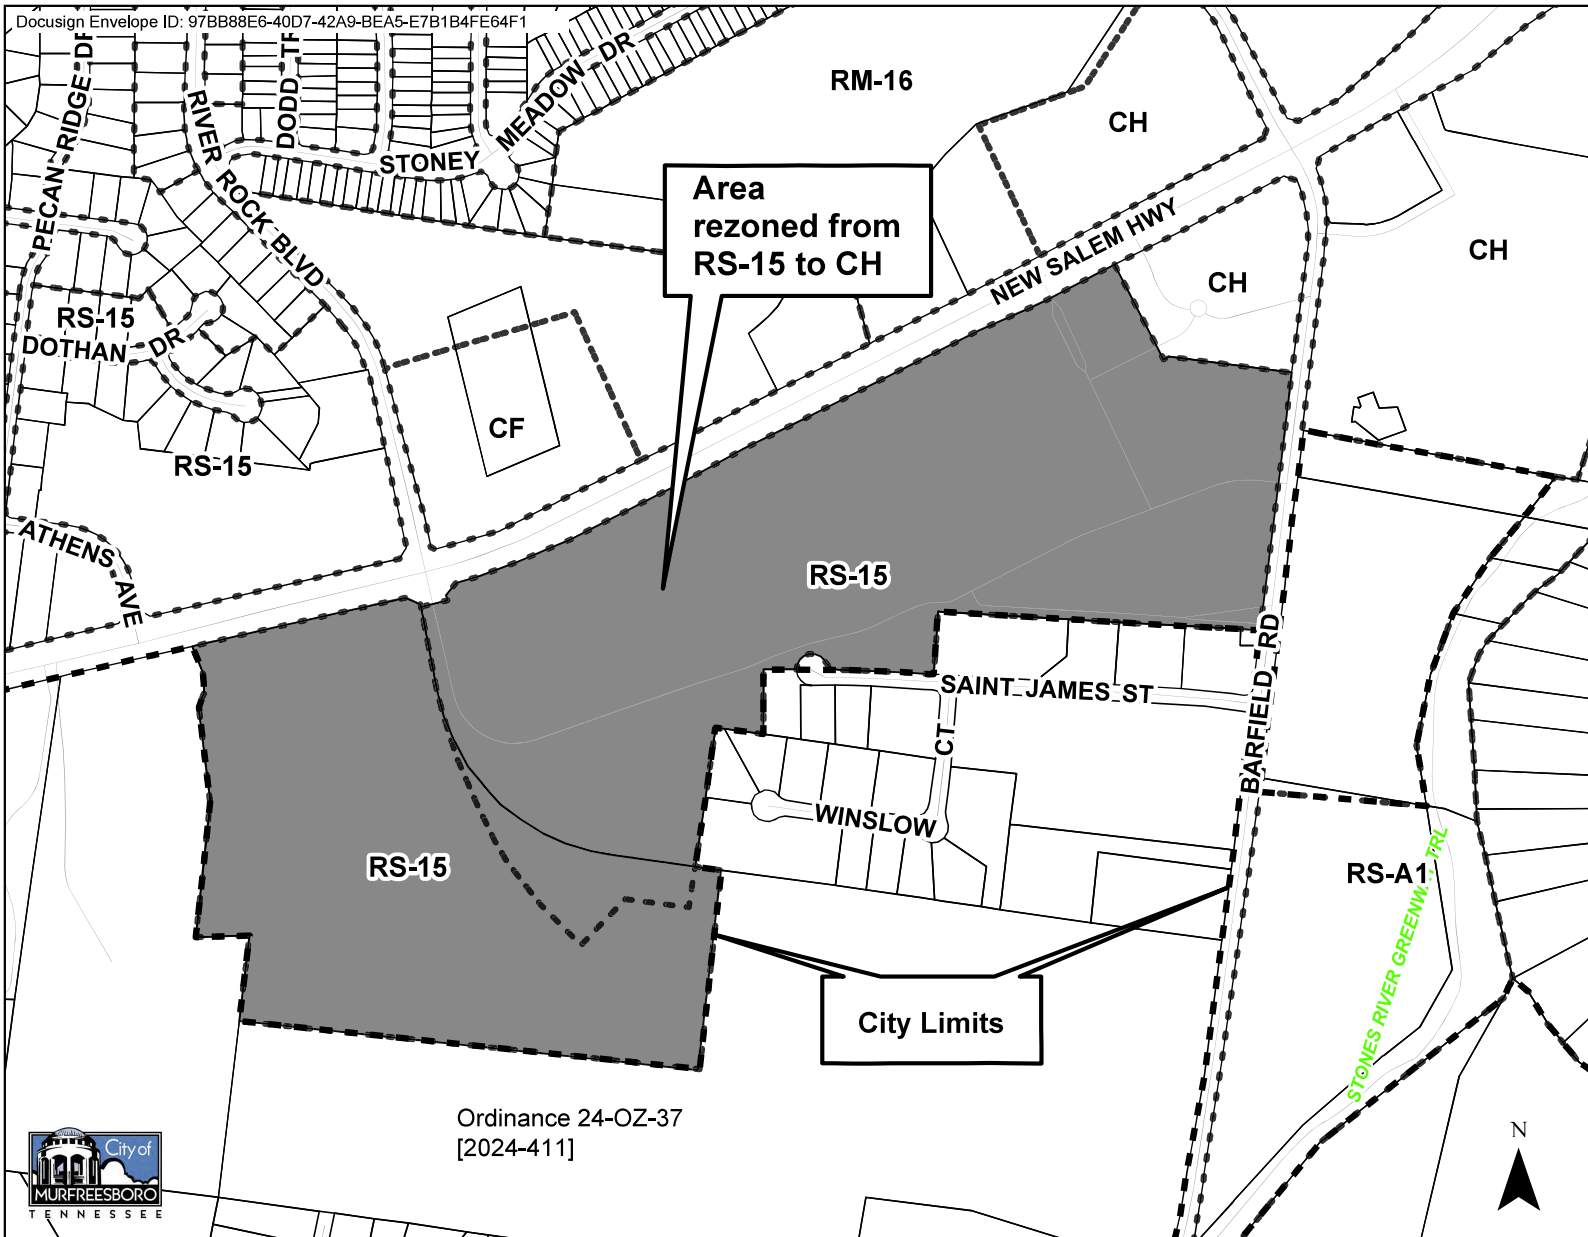 Docusign Envelope ID: 97BB88E6-40D7-42A9-BEA5-E7B1B4FE64F1
PECAN RIDGE DR
RIVER ROCK BLVD
DODD TR
STONEY MEADOW DR
RM-16
CH
Area
rezoned from
RS-15 to CH
NEW SALEM HWY
CH
CH
RS-15
DOTHAN DR
CF
RS-15
ATHENS AVE
RS-15
SAINT JAMES ST
BARFIELD RD
WINSLOW CT
RS-15
RS-A1
STONES RIVER GREENW... TRL
City Limits
Ordinance 24-OZ-37
[2024-411]
City of
MURFREESBORO
TENNESSEE
N